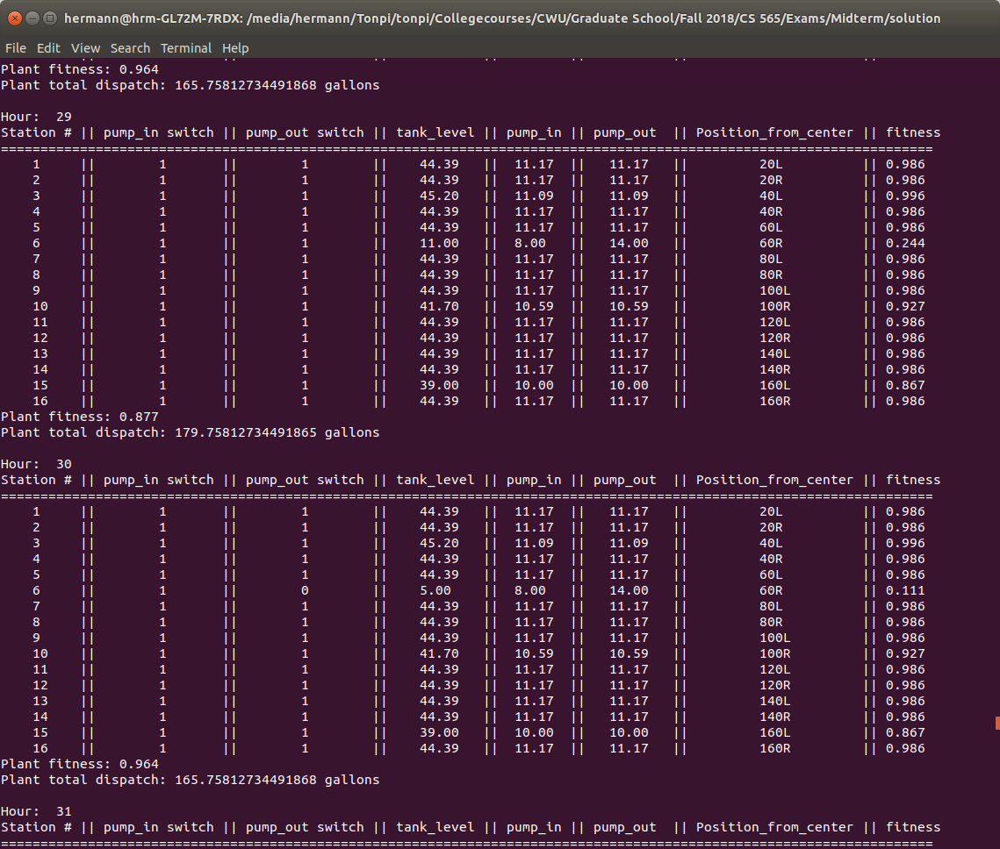 hermann@hrm-GL72M-7RDX: /media/hermann/Tonpi/tonpi/Collegecourses/CWU/Graduate School/Fall 2018/CS 565/Exams/Midterm/solution
File Edit View Search Terminal Help
Plant fitness: 0.964
Plant total dispatch: 165.75812734491868 gallons
Hour: 29
Station # || pump_in switch || pump_out switch || tank_level || pump_in || pump_out || Position_from_center || fitness
======================================================================================================================
1 || 1 || 1 || 44.39 || 11.17 || 11.17 || 20L || 0.986
2 || 1 || 1 || 44.39 || 11.17 || 11.17 || 20R || 0.986
3 || 1 || 1 || 45.20 || 11.09 || 11.09 || 40L || 0.996
4 || 1 || 1 || 44.39 || 11.17 || 11.17 || 40R || 0.986
5 || 1 || 1 || 44.39 || 11.17 || 11.17 || 60L || 0.986
6 || 1 || 1 || 11.00 || 8.00 || 14.00 || 60R || 0.244
7 || 1 || 1 || 44.39 || 11.17 || 11.17 || 80L || 0.986
8 || 1 || 1 || 44.39 || 11.17 || 11.17 || 80R || 0.986
9 || 1 || 1 || 44.39 || 11.17 || 11.17 || 100L || 0.986
10 || 1 || 1 || 41.70 || 10.59 || 10.59 || 100R || 0.927
11 || 1 || 1 || 44.39 || 11.17 || 11.17 || 120L || 0.986
12 || 1 || 1 || 44.39 || 11.17 || 11.17 || 120R || 0.986
13 || 1 || 1 || 44.39 || 11.17 || 11.17 || 140L || 0.986
14 || 1 || 1 || 44.39 || 11.17 || 11.17 || 140R || 0.986
15 || 1 || 1 || 39.00 || 10.00 || 10.00 || 160L || 0.867
16 || 1 || 1 || 44.39 || 11.17 || 11.17 || 160R || 0.986
Plant fitness: 0.877
Plant total dispatch: 179.75812734491865 gallons
Hour: 30
Station # || pump_in switch || pump_out switch || tank_level || pump_in || pump_out || Position_from_center || fitness
======================================================================================================================
1 || 1 || 1 || 44.39 || 11.17 || 11.17 || 20L || 0.986
2 || 1 || 1 || 44.39 || 11.17 || 11.17 || 20R || 0.986
3 || 1 || 1 || 45.20 || 11.09 || 11.09 || 40L || 0.996
4 || 1 || 1 || 44.39 || 11.17 || 11.17 || 40R || 0.986
5 || 1 || 1 || 44.39 || 11.17 || 11.17 || 60L || 0.986
6 || 1 || 0 || 5.00 || 8.00 || 14.00 || 60R || 0.111
7 || 1 || 1 || 44.39 || 11.17 || 11.17 || 80L || 0.986
8 || 1 || 1 || 44.39 || 11.17 || 11.17 || 80R || 0.986
9 || 1 || 1 || 44.39 || 11.17 || 11.17 || 100L || 0.986
10 || 1 || 1 || 41.70 || 10.59 || 10.59 || 100R || 0.927
11 || 1 || 1 || 44.39 || 11.17 || 11.17 || 120L || 0.986
12 || 1 || 1 || 44.39 || 11.17 || 11.17 || 120R || 0.986
13 || 1 || 1 || 44.39 || 11.17 || 11.17 || 140L || 0.986
14 || 1 || 1 || 44.39 || 11.17 || 11.17 || 140R || 0.986
15 || 1 || 1 || 39.00 || 10.00 || 10.00 || 160L || 0.867
16 || 1 || 1 || 44.39 || 11.17 || 11.17 || 160R || 0.986
Plant fitness: 0.964
Plant total dispatch: 165.75812734491868 gallons
Hour: 31
Station # || pump_in switch || pump_out switch || tank_level || pump_in || pump_out || Position_from_center || fitness
======================================================================================================================